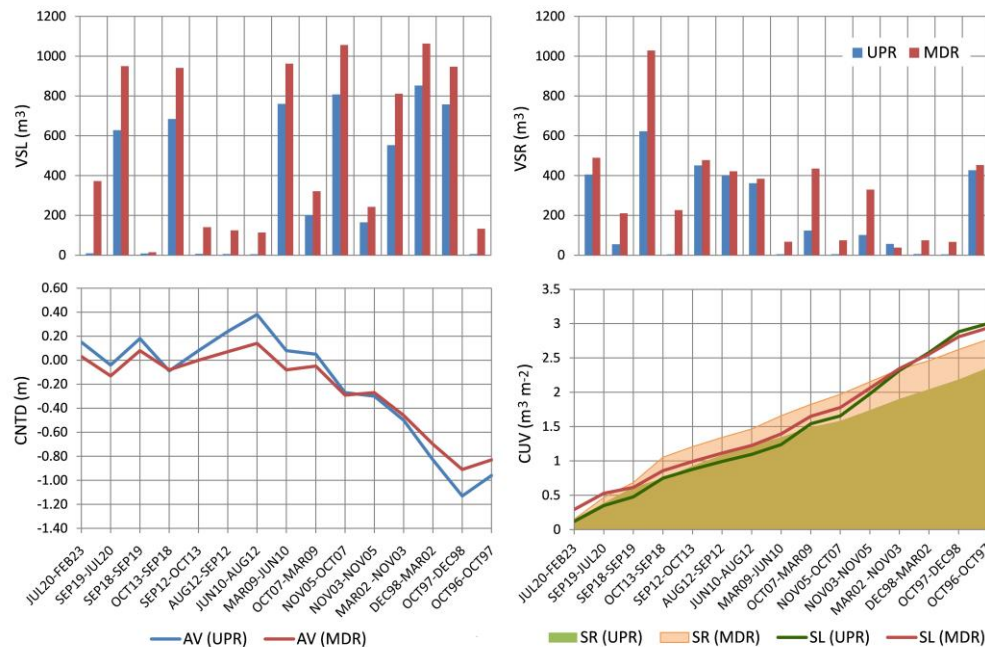 1200
1000
800
600
400
200
0
VSL (m³)
1200
1000
800
600
400
200
0
VSR (m³)
UPR MDR
0.60
0.40
0.20
0.00
-0.20
-0.40
-0.60
-0.80
-1.00
-1.20
-1.40
CNTD (m)
JUL20-FEB23
SEP19-JUL20
SEP18-SEP19
OCT13-SEP18
SEP12-OCT13
AUG12-SEP12
JUN10-AUG12
MAR09-JUN10
OCT07-MAR09
NOV05-OCT07
NOV03-NOV05
MAR02 -NOV03
DEC98-MAR02
OCT97-DEC98
OCT96-OCT97
AV (UPR) AV (MDR)
3.5
3
2.5
2
1.5
1
0.5
0
CUV (m³ m-²)
JUL20-FEB23
SEP19-JUL20
SEP18-SEP19
OCT13-SEP18
SEP12-OCT13
AUG12-SEP12
JUN10-AUG12
MAR09-JUN10
OCT07-MAR09
NOV05-OCT07
NOV03-NOV05
MAR02 -NOV03
DEC98-MAR02
OCT97-DEC98
OCT96-OCT97
SR (UPR) SR (MDR) SL (UPR) SL (MDR)